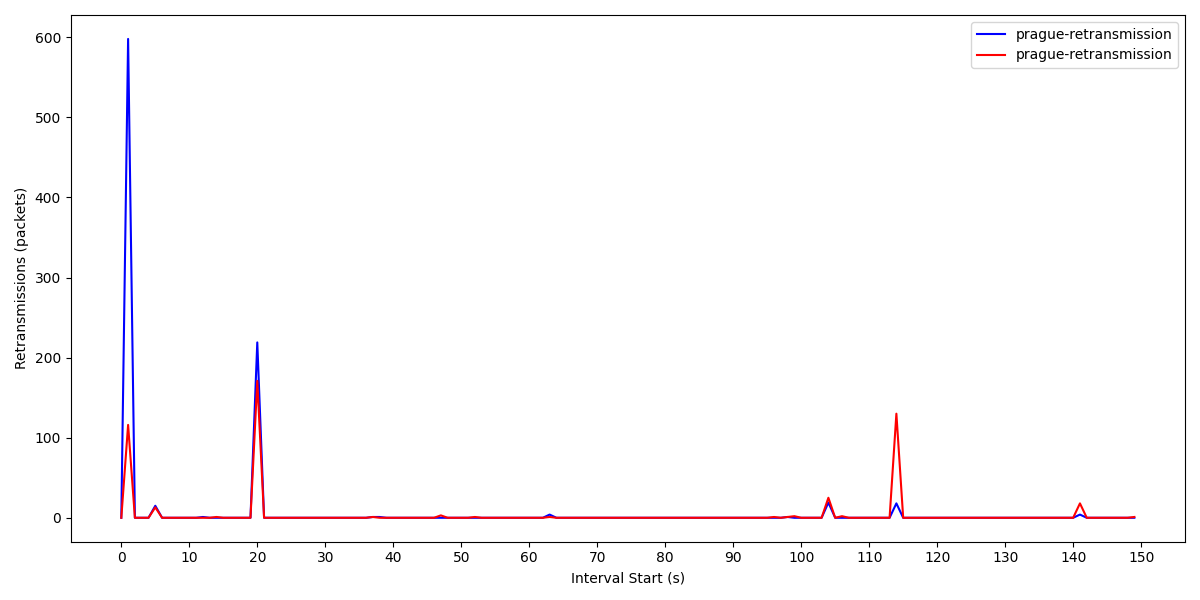 prague-retransmission
prague-retransmission
Retransmissions (packets)
600
500
400
300
200
100
0
0 10 20 30 40 50 60 70 80 90 100 110 120 130 140 150
Interval Start (s)